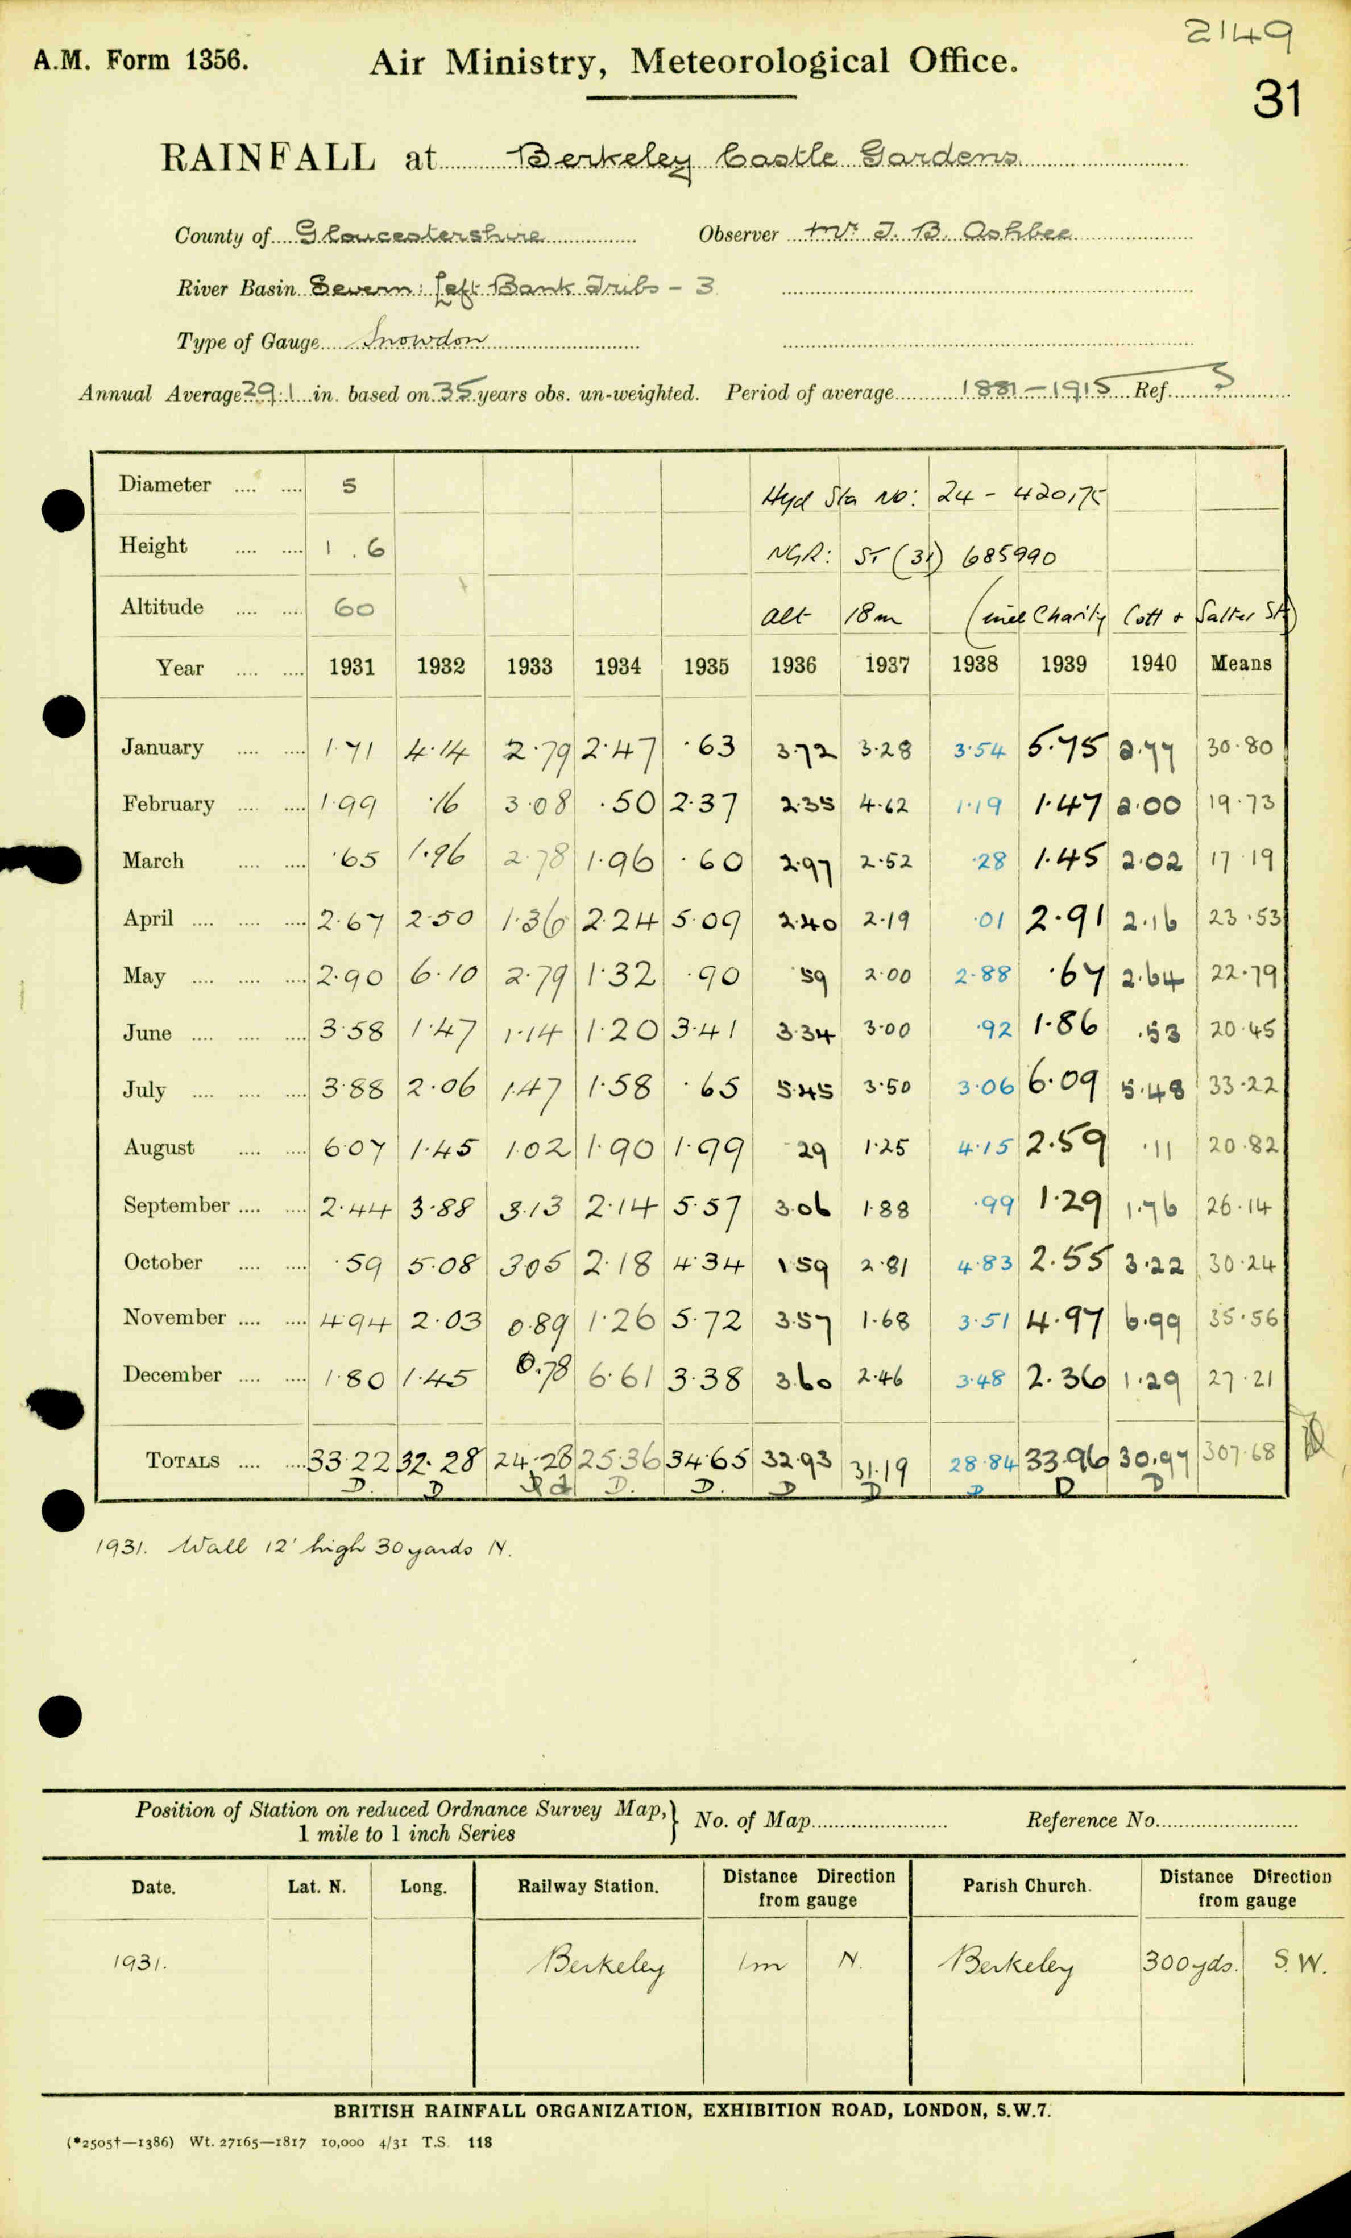 2149
A.M. Form 1356. Air Ministry, Meteorological Office.
31
RAINFALL at Berkeley Castle Gardens
County of Gloucestershire Observer Mr J. B. Ashbee
River Basin Severn: Left Bank Tribs - 3
Type of Gauge Snowdon
Annual Average 29.1 in. based on 35 years obs. un-weighted. Period of average 1881-1915 Ref. 5
Diameter .... .... 5 Hyd Sta No: 24 - 420175
Height .... .... 1 . 6 NGR: ST (31) 685990
Altitude .... .... 60 Alt 18m (incl Charity Cott + Salter St)
Year .... .... 1931 1932 1933 1934 1935 1936 1937 1938 1939 1940 Means
January .... .... 1.71 4.14 2.79 2.47 .63 3.72 3.28 3.54 5.75 2.77 30.80
February .... .... 1.99 .16 3.08 .50 2.37 2.35 4.62 1.19 1.47 2.00 19.73
March .... .... .65 1.96 2.78 1.96 .60 2.97 2.52 .28 1.45 2.02 17.19
April .... .... .... 2.67 2.50 1.36 2.24 5.09 2.40 2.19 .01 2.91 2.16 23.53
May .... .... .... 2.90 6.10 2.79 1.32 .90 .59 2.00 2.88 .67 2.64 22.79
June .... .... .... 3.58 1.47 1.14 1.20 3.41 3.34 3.00 .92 1.86 .53 20.45
July .... .... .... 3.88 2.06 1.47 1.58 .65 5.45 3.50 3.06 6.09 5.48 33.22
August .... .... 6.07 1.45 1.02 1.90 1.99 .29 1.25 4.15 2.59 .11 20.82
September .... .... 2.44 3.88 3.13 2.14 5.57 3.06 1.88 .99 1.29 1.76 26.14
October .... .... .59 5.08 3.05 2.18 4.34 1.59 2.81 4.83 2.55 3.22 30.24
November .... .... 4.94 2.03 0.89 1.26 5.72 3.57 1.68 3.51 4.97 6.99 35.56
December .... .... 1.80 1.45 0.78 6.61 3.38 3.60 2.46 3.48 2.36 1.29 27.21
TOTALS .... .... 33.22 32.28 24.28 25.36 34.65 32.93 31.19 28.84 33.96 30.97 307.68
D. D d D. D. D D D D D
1931. Wall 12' high 30 yards N.
Position of Station on reduced Ordnance Survey Map,} No. of Map Reference No.
1 mile to 1 inch Series
Date. Lat. N. Long. Railway Station. Distance Direction from gauge Parish Church. Distance Direction from gauge
1931. Berkeley 1m N. Berkeley 300yds. S.W.
BRITISH RAINFALL ORGANIZATION, EXHIBITION ROAD, LONDON, S.W.7.
(*2505†—1386) Wt. 27165—1817 10,000 4/31 T.S. 118